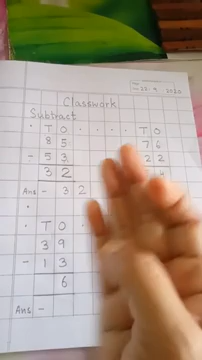 Classwork
Subtract
T O T O
8 5 7 6
- 5 3 2 2
3 2 4
Ans - 3 2
T O
3 9
- 1 3
6
Ans -